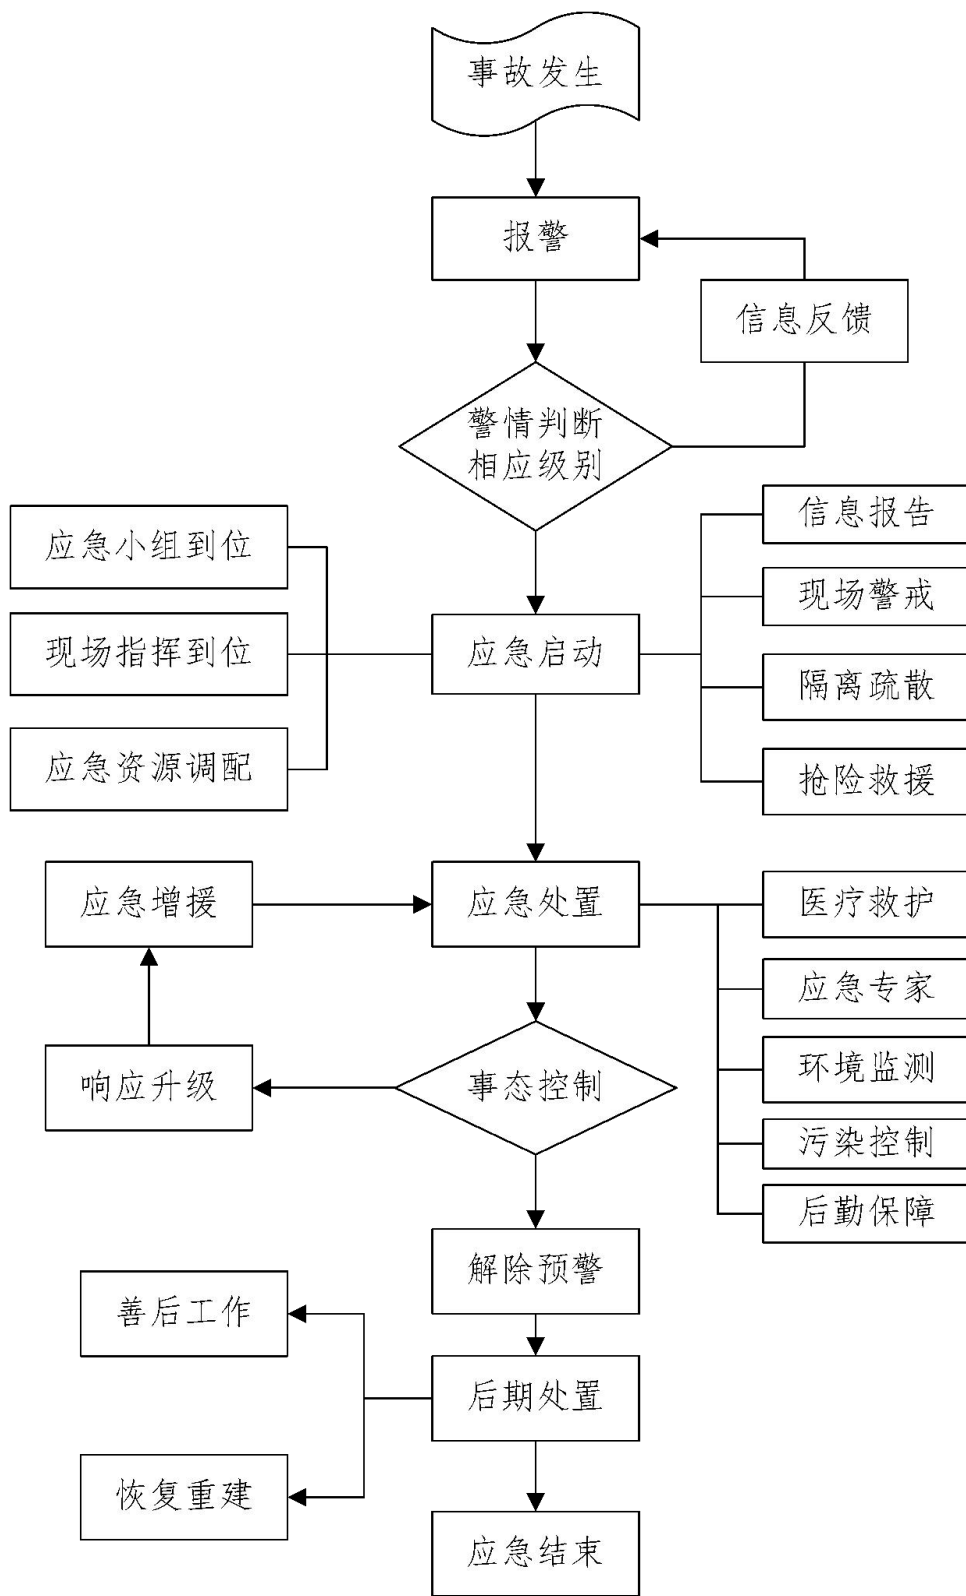 事故发生
报警
信息反馈
警情判断
相应级别
信息报告
应急小组到位
现场警戒
现场指挥到位
应急启动
隔离疏散
应急资源调配
抢险救援
应急增援
应急处置
医疗救护
应急专家
响应升级
事态控制
环境监测
污染控制
后勤保障
解除预警
善后工作
后期处置
恢复重建
应急结束